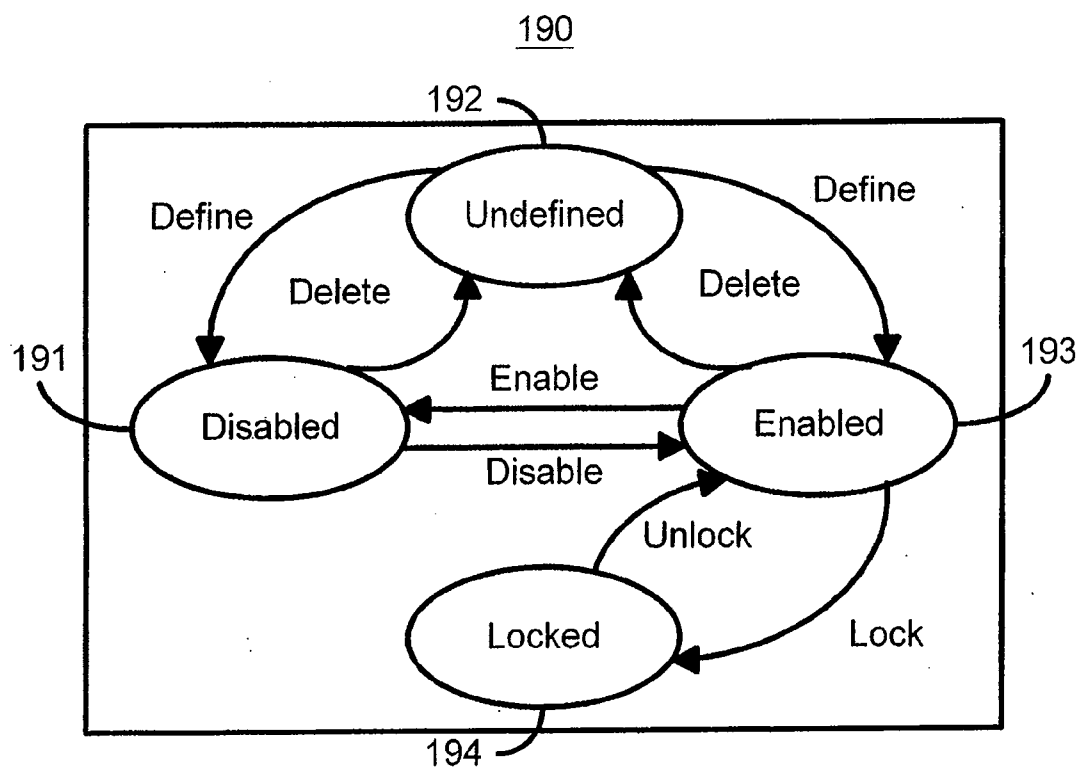 190
192
Define
Undefined
Define
Delete
Delete
191
193
Enable
Disabled
Enabled
Disable
Unlock
Locked
Lock
194